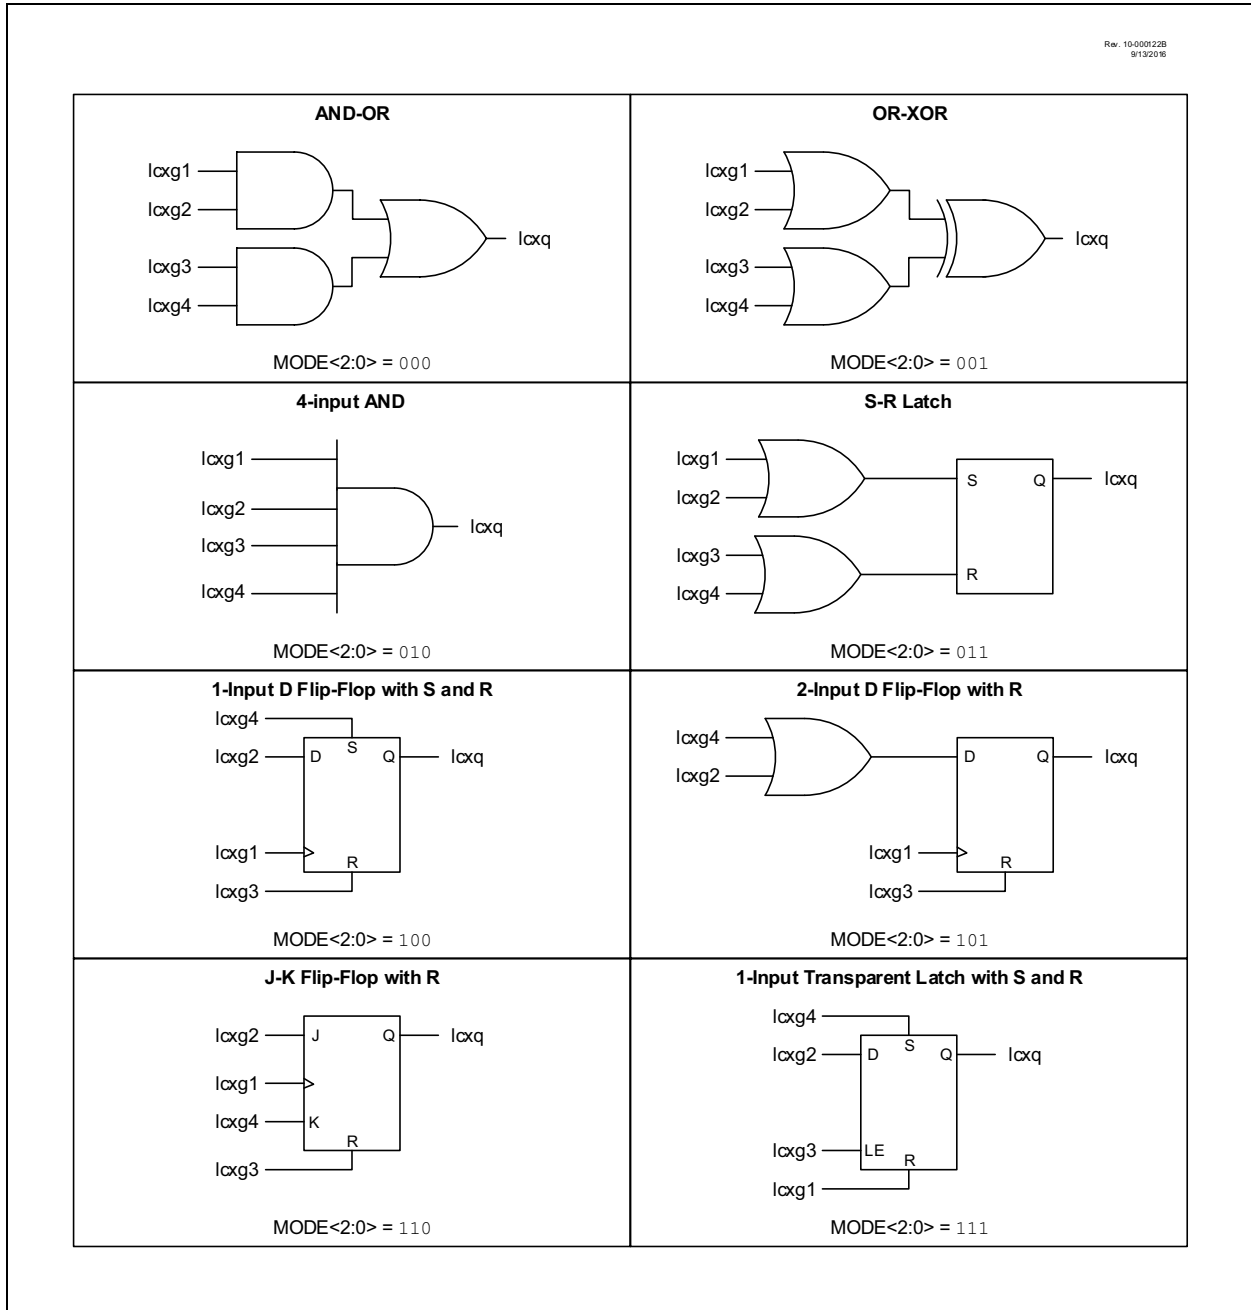 Rev. 10-000122B
9/13/2016
AND-OR
lcxg1
lcxg2
lcxg3
lcxg4
lcxq
MODE<2:0> = 000
OR-XOR
lcxg1
lcxg2
lcxg3
lcxg4
lcxq
MODE<2:0> = 001
4-input AND
lcxg1
lcxg2
lcxg3
lcxg4
lcxq
MODE<2:0> = 010
S-R Latch
lcxg1
lcxg2
lcxg3
lcxg4
S
Q
lcxq
R
MODE<2:0> = 011
1-Input D Flip-Flop with S and R
lcxg4
S
lcxg2
D
Q
lcxq
lcxg1
R
lcxg3
MODE<2:0> = 100
2-Input D Flip-Flop with R
lcxg4
lcxg2
D
Q
lcxq
lcxg1
R
lcxg3
MODE<2:0> = 101
J-K Flip-Flop with R
lcxg2
J
Q
lcxq
lcxg1
lcxg4
K
R
lcxg3
MODE<2:0> = 110
1-Input Transparent Latch with S and R
lcxg4
S
lcxg2
D
Q
lcxq
lcxg3
LE
R
lcxg1
MODE<2:0> = 111